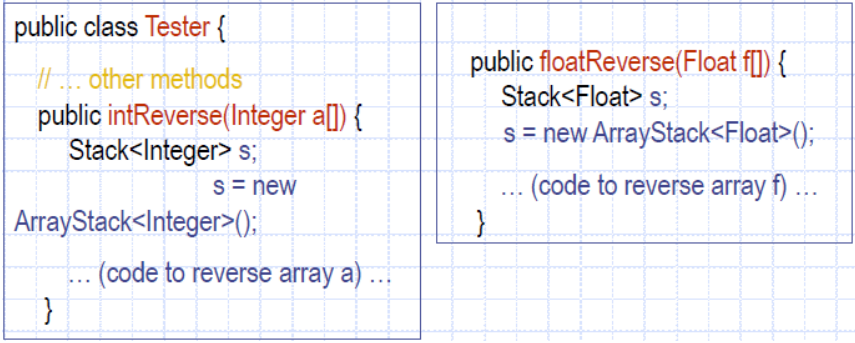 public class Tester {
// … other methods
public intReverse(Integer a[]) {
Stack<Integer> s;
s = new
ArrayStack<Integer>();
… (code to reverse array a) …
}
public floatReverse(Float f[]) {
Stack<Float> s;
s = new ArrayStack<Float>();
… (code to reverse array f) …
}